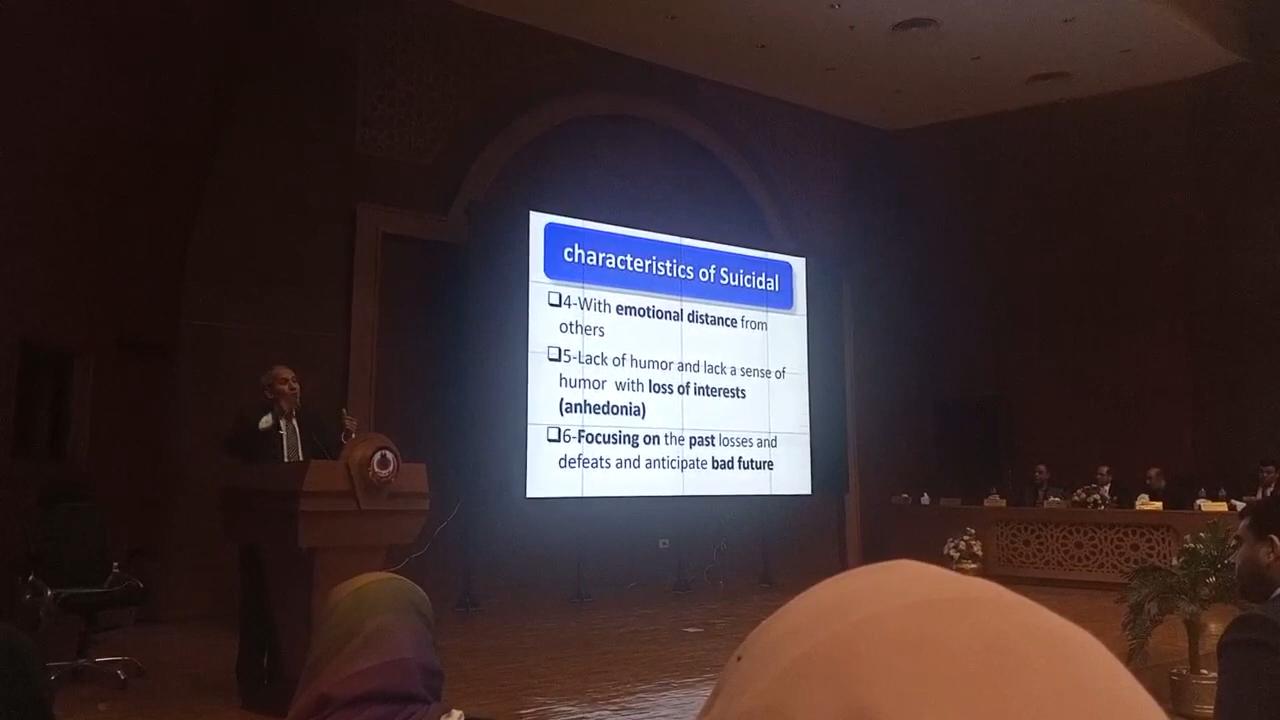 characteristics of Suicidal
❑4-With emotional distance from
others
❑5-Lack of humor and lack a sense of
humor with loss of interests
(anhedonia)
❑6-Focusing on the past losses and
defeats and anticipate bad future